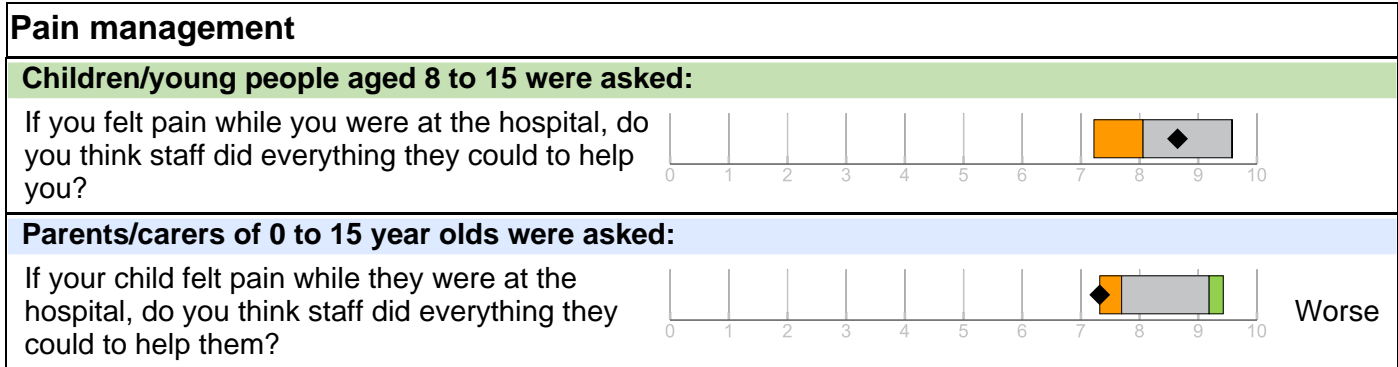 Pain management
Children/young people aged 8 to 15 were asked:
If you felt pain while you were at the hospital, do
you think staff did everything they could to help
you?
0 1 2 3 4 5 6 7 8 9 10
Parents/carers of 0 to 15 year olds were asked:
If your child felt pain while they were at the
hospital, do you think staff did everything they
could to help them?
0 1 2 3 4 5 6 7 8 9 10
Worse